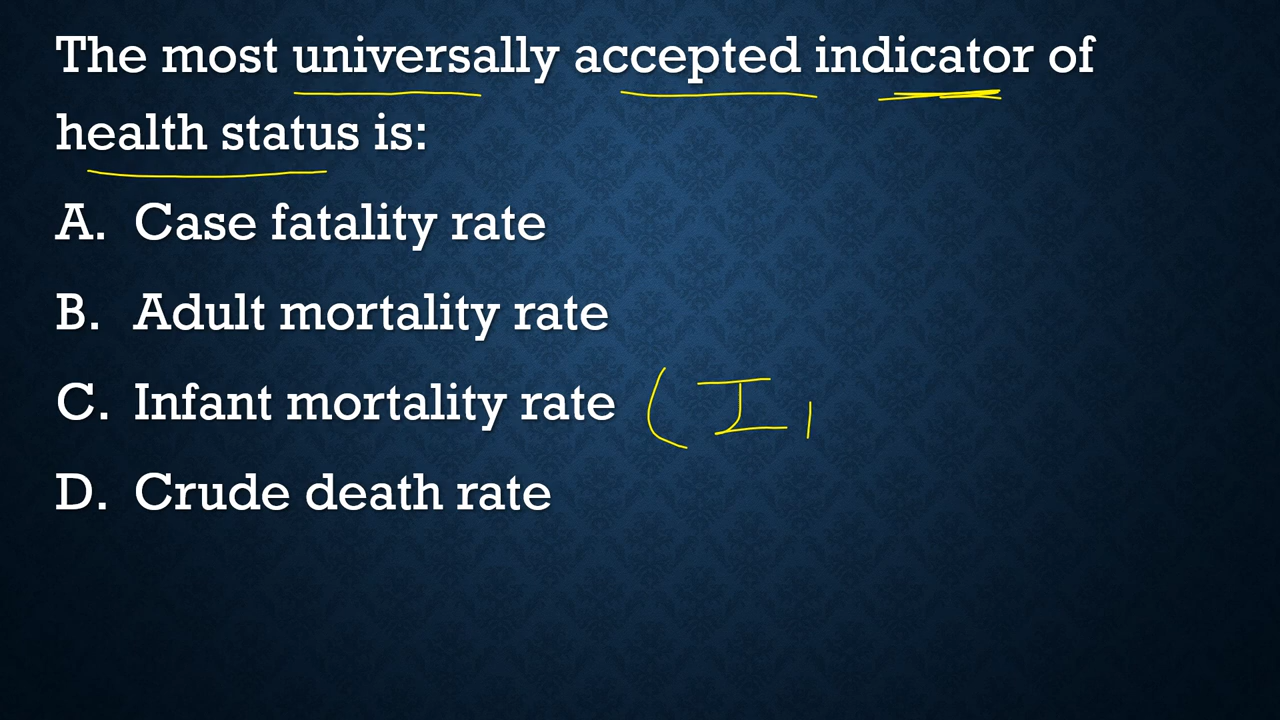 The most universally accepted indicator of
health status is:
A. Case fatality rate
B. Adult mortality rate
C. Infant mortality rate ( I
D. Crude death rate